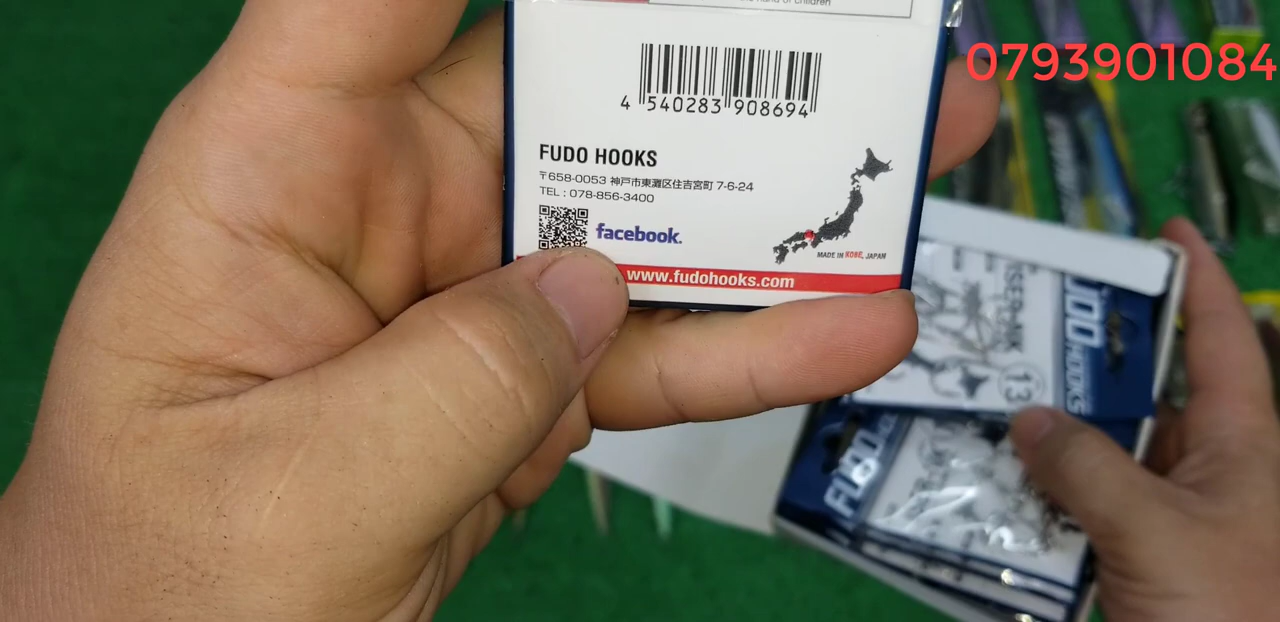 0793901084
4 540283 908694
FUDO HOOKS
〒658-0053 神戸市東灘区住吉宮町 7-6-24
TEL : 078-856-3400
facebook.
MADE IN KOBE, JAPAN
www.fudohooks.com
13
HOOKS
FUDO